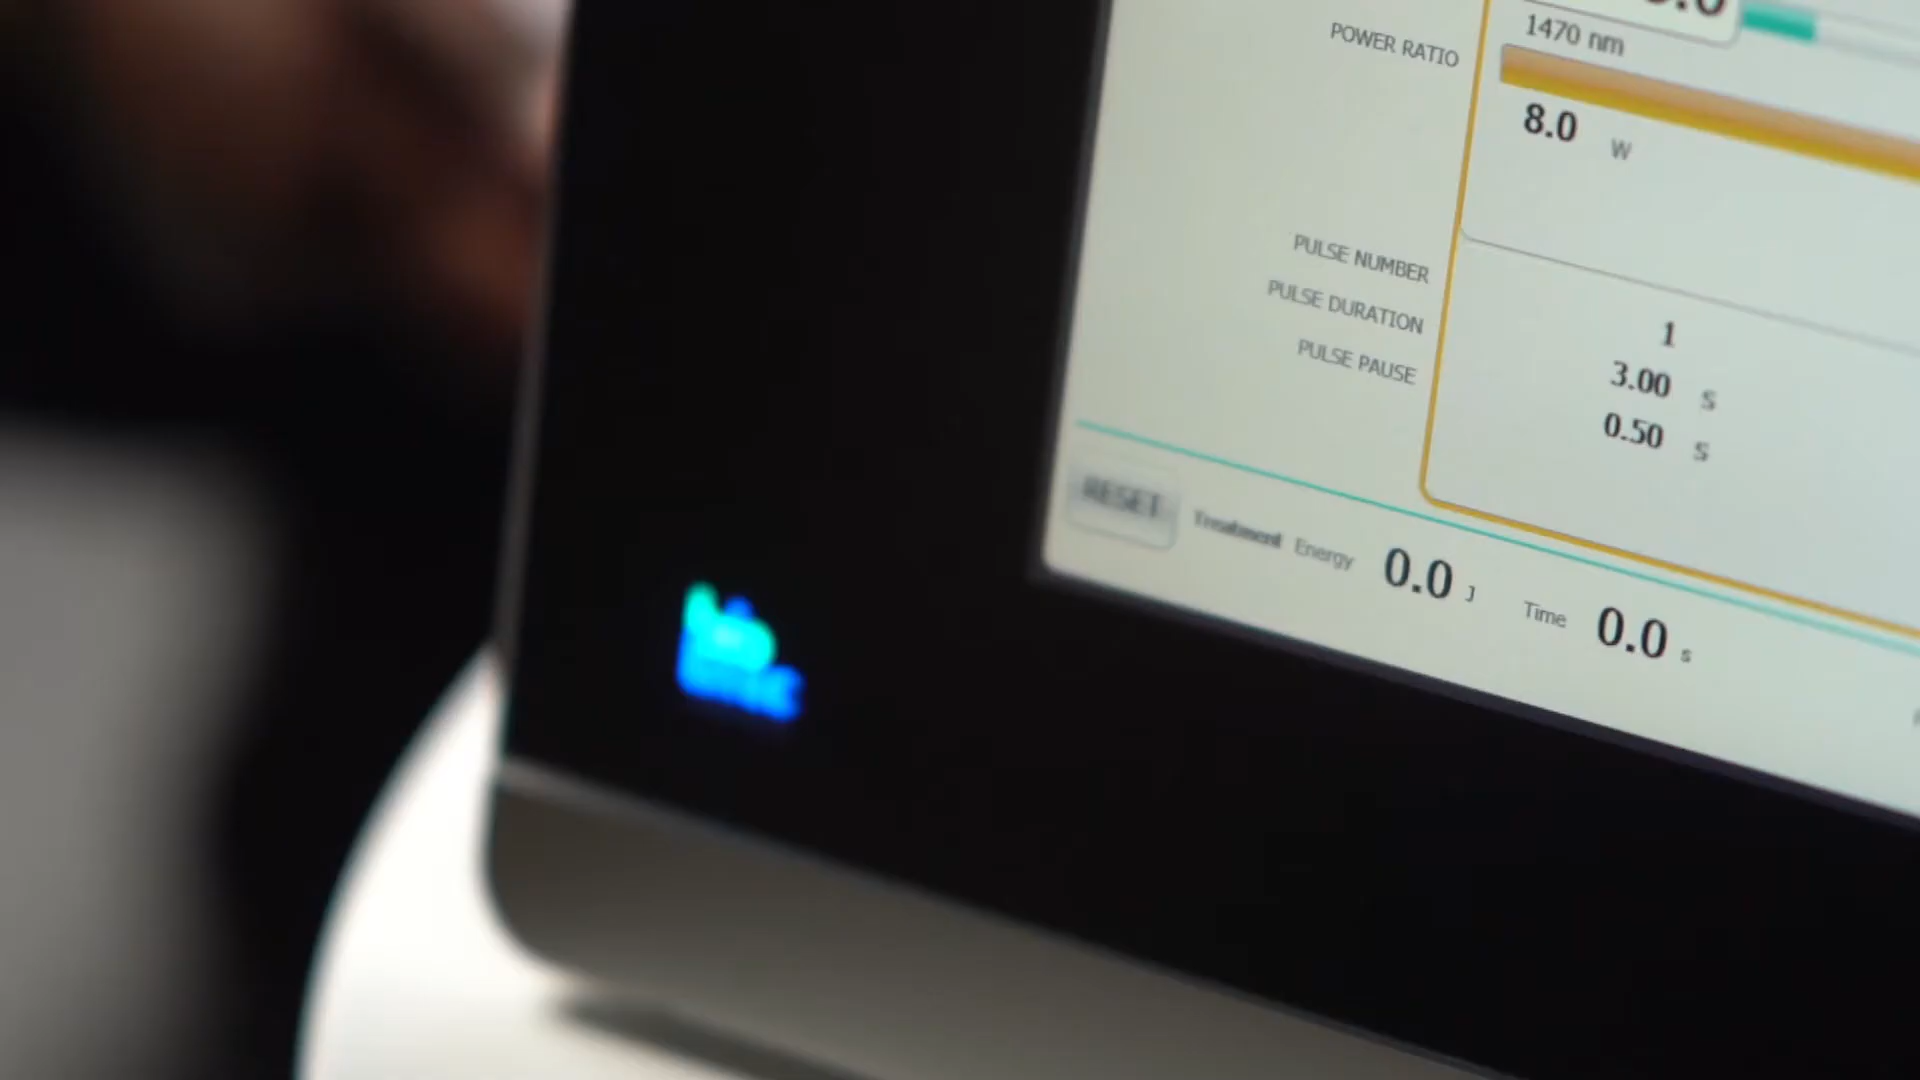 1470 nm
POWER RATIO
8.0 W
PULSE NUMBER 1
PULSE DURATION 3.00 s
PULSE PAUSE 0.50 s
RESET Treatment Energy 0.0 J Time 0.0 s